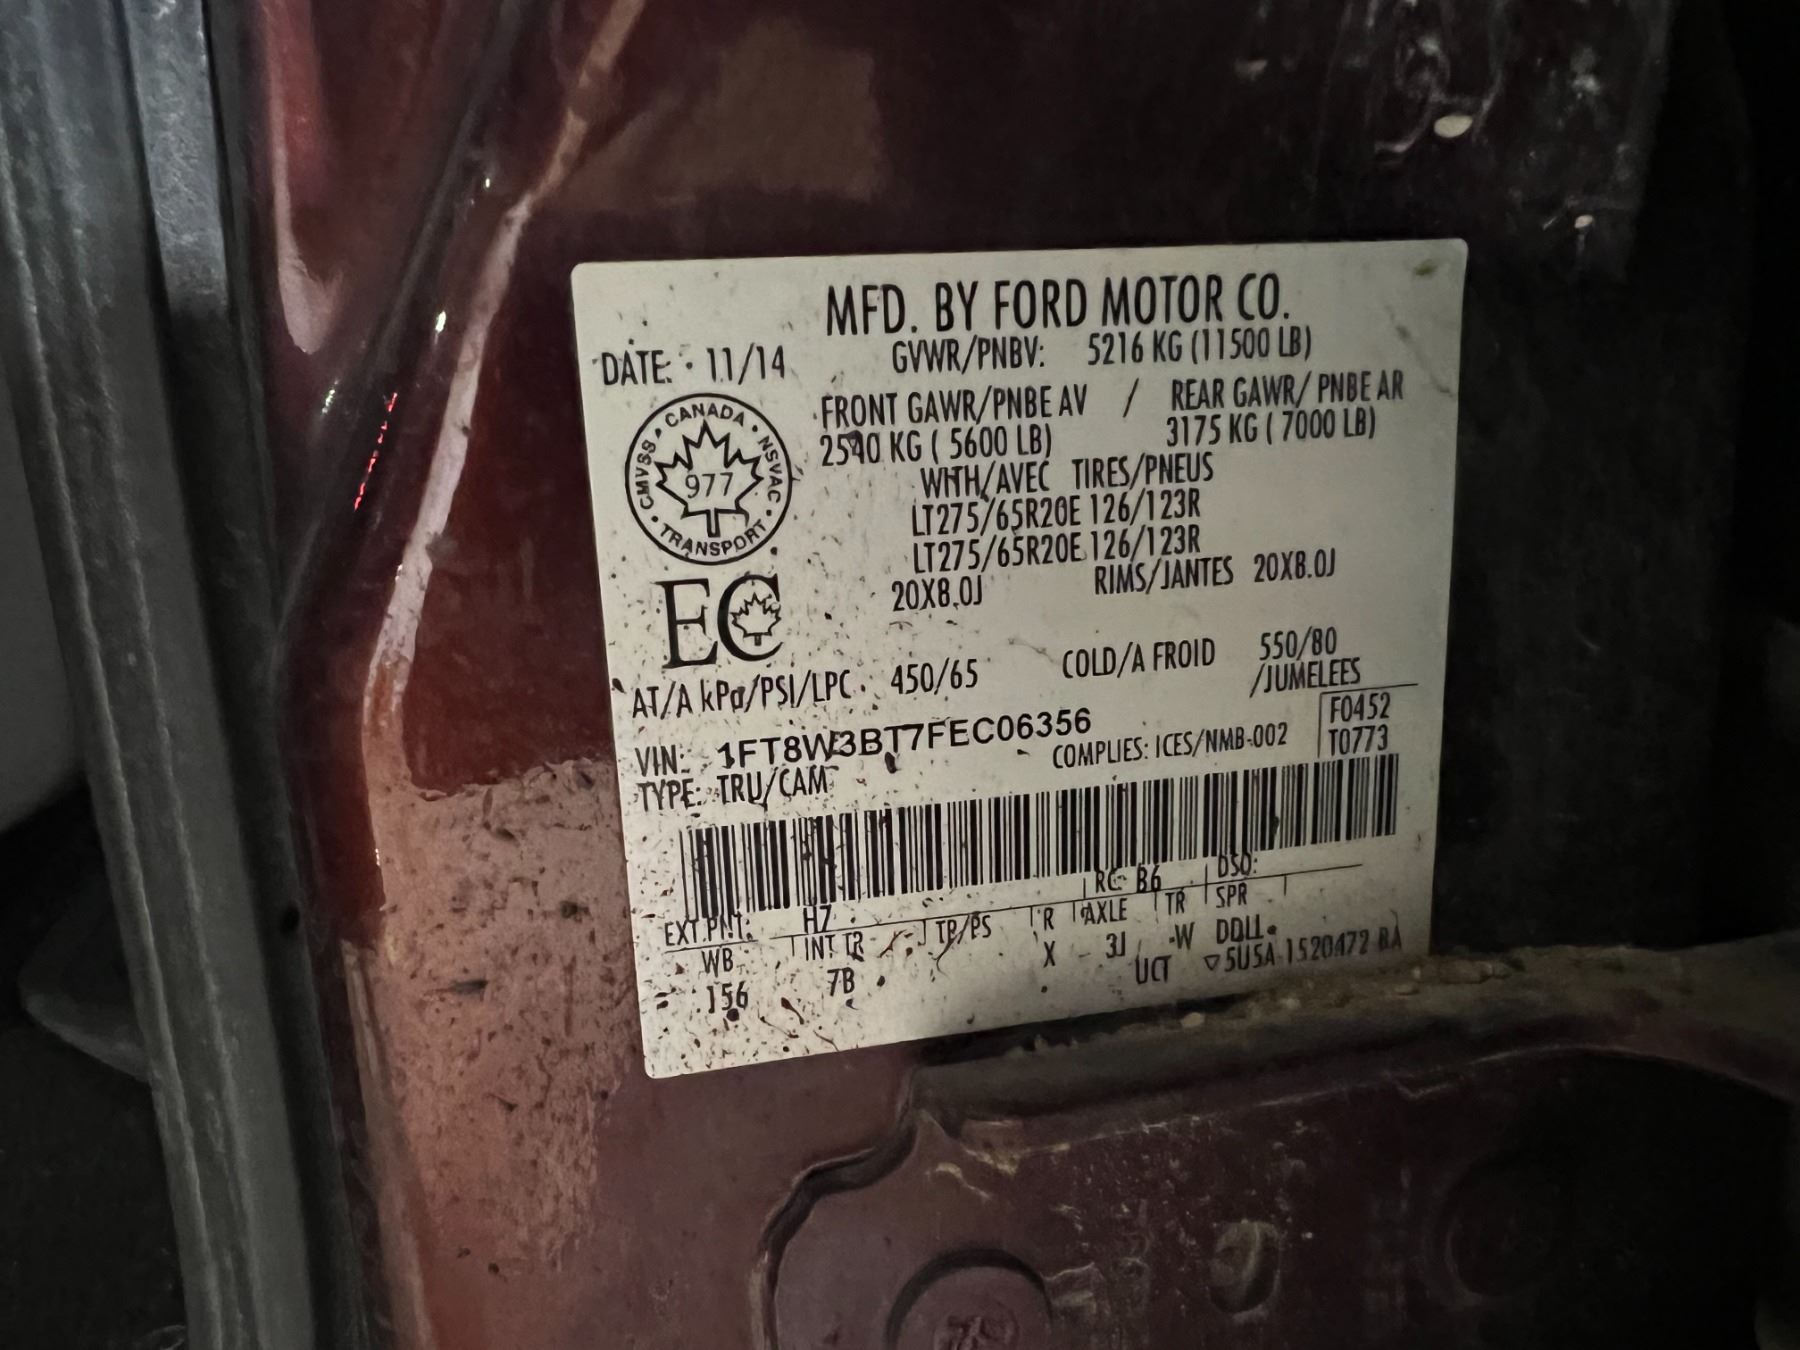 MFD. BY FORD MOTOR CO.
DATE: 11/14 GVWR/PNBV: 5216 KG (11500 LB)
FRONT GAWR/PNBE AV / REAR GAWR/ PNBE AR
2540 KG ( 5600 LB) 3175 KG ( 7000 LB)
WITH/AVEC TIRES/PNEUS
LT275/65R20E 126/123R
LT275/65R20E 126/123R
20X8.0J RIMS/JANTES 20X8.0J
CANADA • NSVAC • TRANSPORT • CMVSS
977
EC
AT/A kPa/PSI/LPC 450/65 COLD/A FROID 550/80
/JUMELEES
VIN: 1FT8W3BT7FEC06356
COMPLIES: ICES/NMB-002
F0452
T0773
TYPE: TRU/CAM
EXT PNT: HZ RC: B6 DSO:
WB INT TR TP/PS R AXLE TR SPR
156 7B X 3J W DDLL
UCT ▽5U5A-1520472 BA